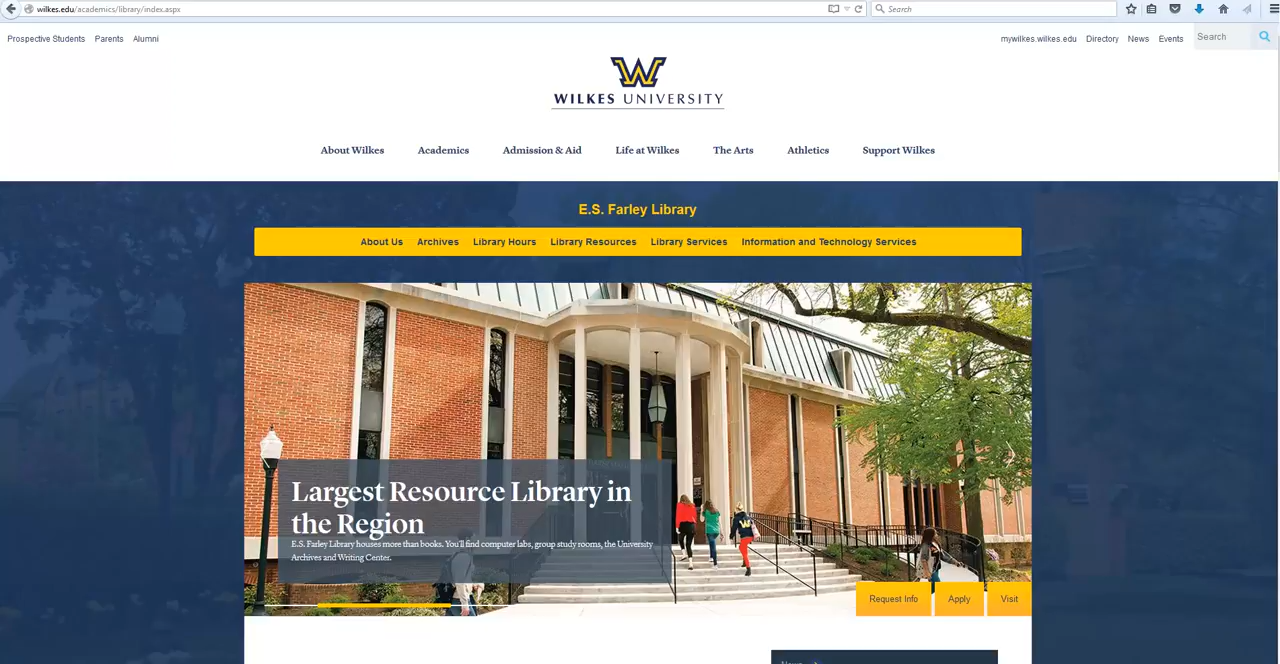 wilkes.edu/academics/library/index.aspx
Search
Prospective Students Parents Alumni
mywilkes.wilkes.edu Directory News Events Search
W
WILKES UNIVERSITY
About Wilkes Academics Admission & Aid Life at Wilkes The Arts Athletics Support Wilkes
E.S. Farley Library
About Us Archives Library Hours Library Resources Library Services Information and Technology Services
Largest Resource Library in
the Region
E.S. Farley Library houses more than books. You'll find computer labs, group study rooms, the University
Archives and Writing Center.
Request Info Apply Visit
News